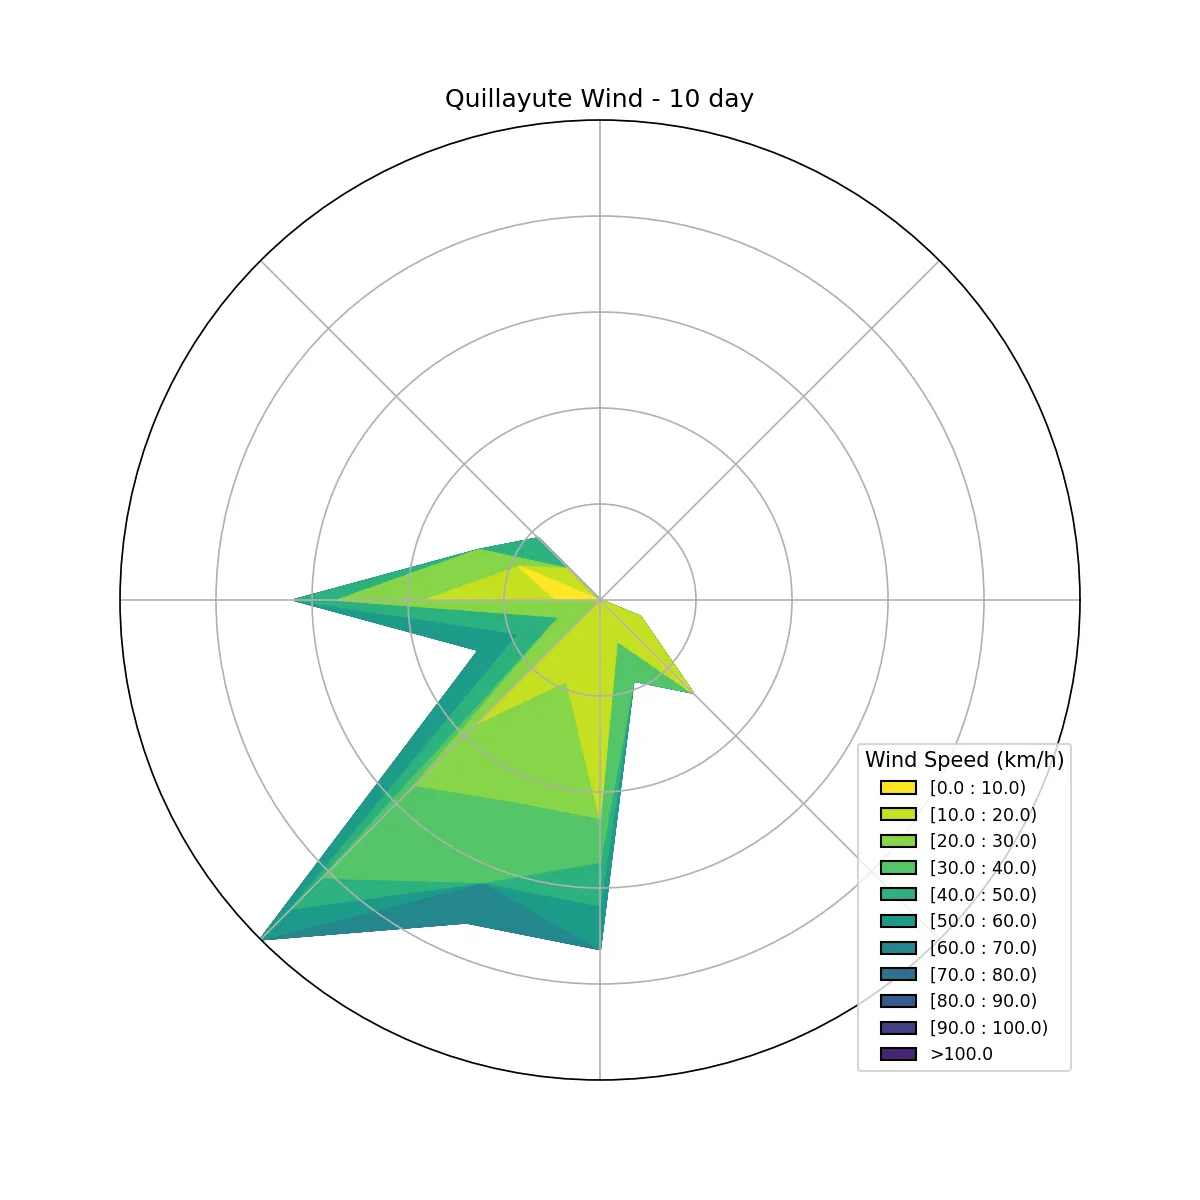 Quillayute Wind - 10 day
Wind Speed (km/h)
[0.0 : 10.0)
[10.0 : 20.0)
[20.0 : 30.0)
[30.0 : 40.0)
[40.0 : 50.0)
[50.0 : 60.0)
[60.0 : 70.0)
[70.0 : 80.0)
[80.0 : 90.0)
[90.0 : 100.0)
>100.0